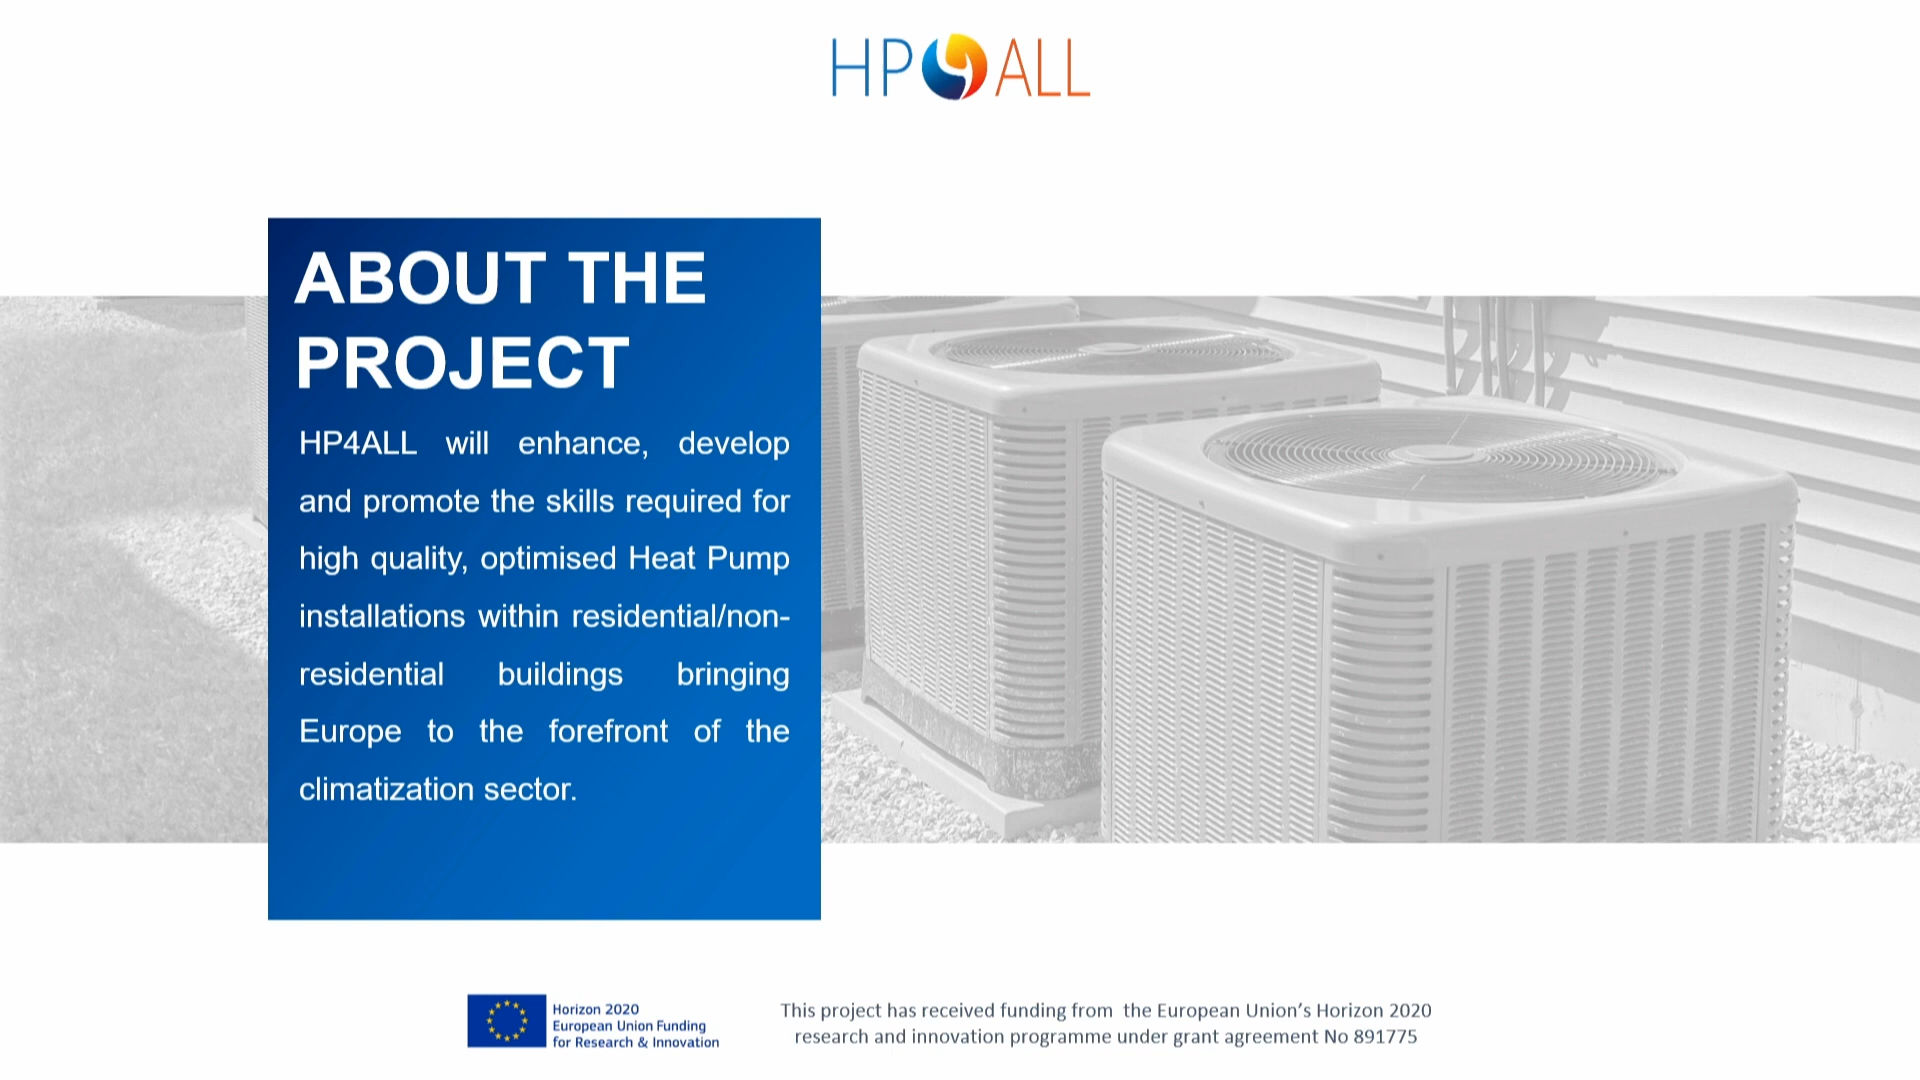 HP4ALL
ABOUT THE
PROJECT
HP4ALL will enhance, develop
and promote the skills required for
high quality, optimised Heat Pump
installations within residential/non-
residential buildings bringing
Europe to the forefront of the
climatization sector.
Horizon 2020
European Union Funding
for Research & Innovation
This project has received funding from the European Union’s Horizon 2020
research and innovation programme under grant agreement No 891775